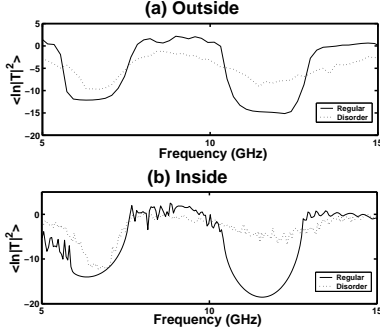 (a) Outside
5
0
−5
−10
−15
−20
<ln|T|²>
5
10
15
Frequency (GHz)
Regular
Disorder
(b) Inside
0
−10
−20
<ln|T|²>
5
10
15
Frequency (GHz)
Regular
Disorder